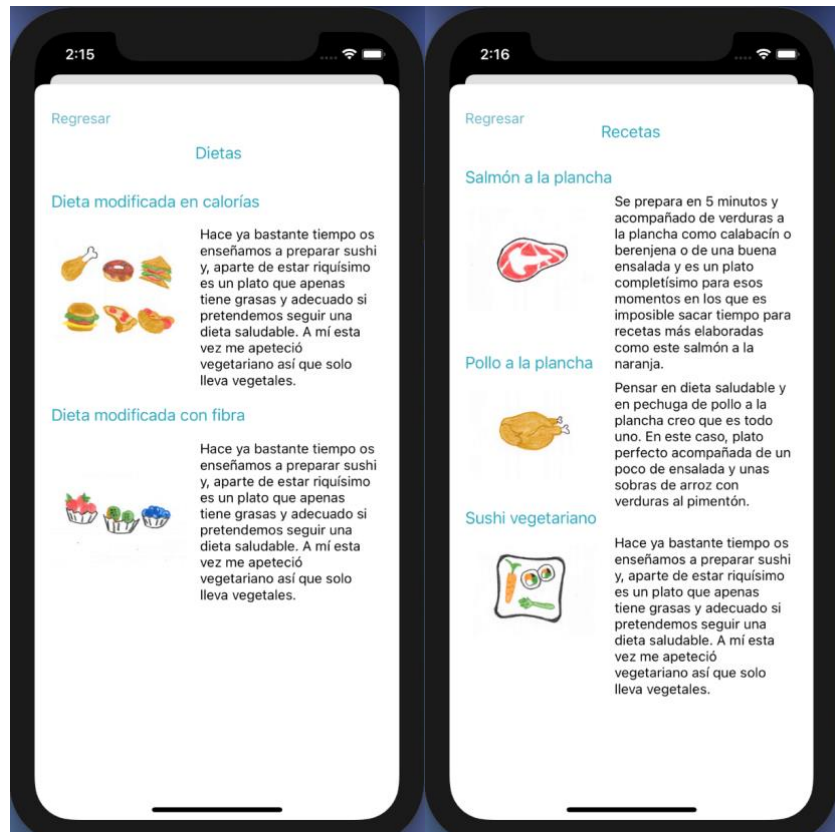 2:15
Regresar
Dietas
Dieta modificada en calorías
Hace ya bastante tiempo os
enseñamos a preparar sushi
y, aparte de estar riquísimo
es un plato que apenas
tiene grasas y adecuado si
pretendemos seguir una
dieta saludable. A mí esta
vez me apeteció
vegetariano así que solo
lleva vegetales.
Dieta modificada con fibra
Hace ya bastante tiempo os
enseñamos a preparar sushi
y, aparte de estar riquísimo
es un plato que apenas
tiene grasas y adecuado si
pretendemos seguir una
dieta saludable. A mí esta
vez me apeteció
vegetariano así que solo
lleva vegetales.
2:16
Regresar
Recetas
Salmón a la plancha
Se prepara en 5 minutos y
acompañado de verduras a
la plancha como calabacín o
berenjena o de una buena
ensalada y es un plato
completísimo para esos
momentos en los que es
imposible sacar tiempo para
recetas más elaboradas
como este salmón a la
naranja.
Pollo a la plancha
Pensar en dieta saludable y
en pechuga de pollo a la
plancha creo que es todo
uno. En este caso, plato
perfecto acompañada de un
poco de ensalada y unas
sobras de arroz con
verduras al pimentón.
Sushi vegetariano
Hace ya bastante tiempo os
enseñamos a preparar sushi
y, aparte de estar riquísimo
es un plato que apenas
tiene grasas y adecuado si
pretendemos seguir una
dieta saludable. A mí esta
vez me apeteció
vegetariano así que solo
lleva vegetales.